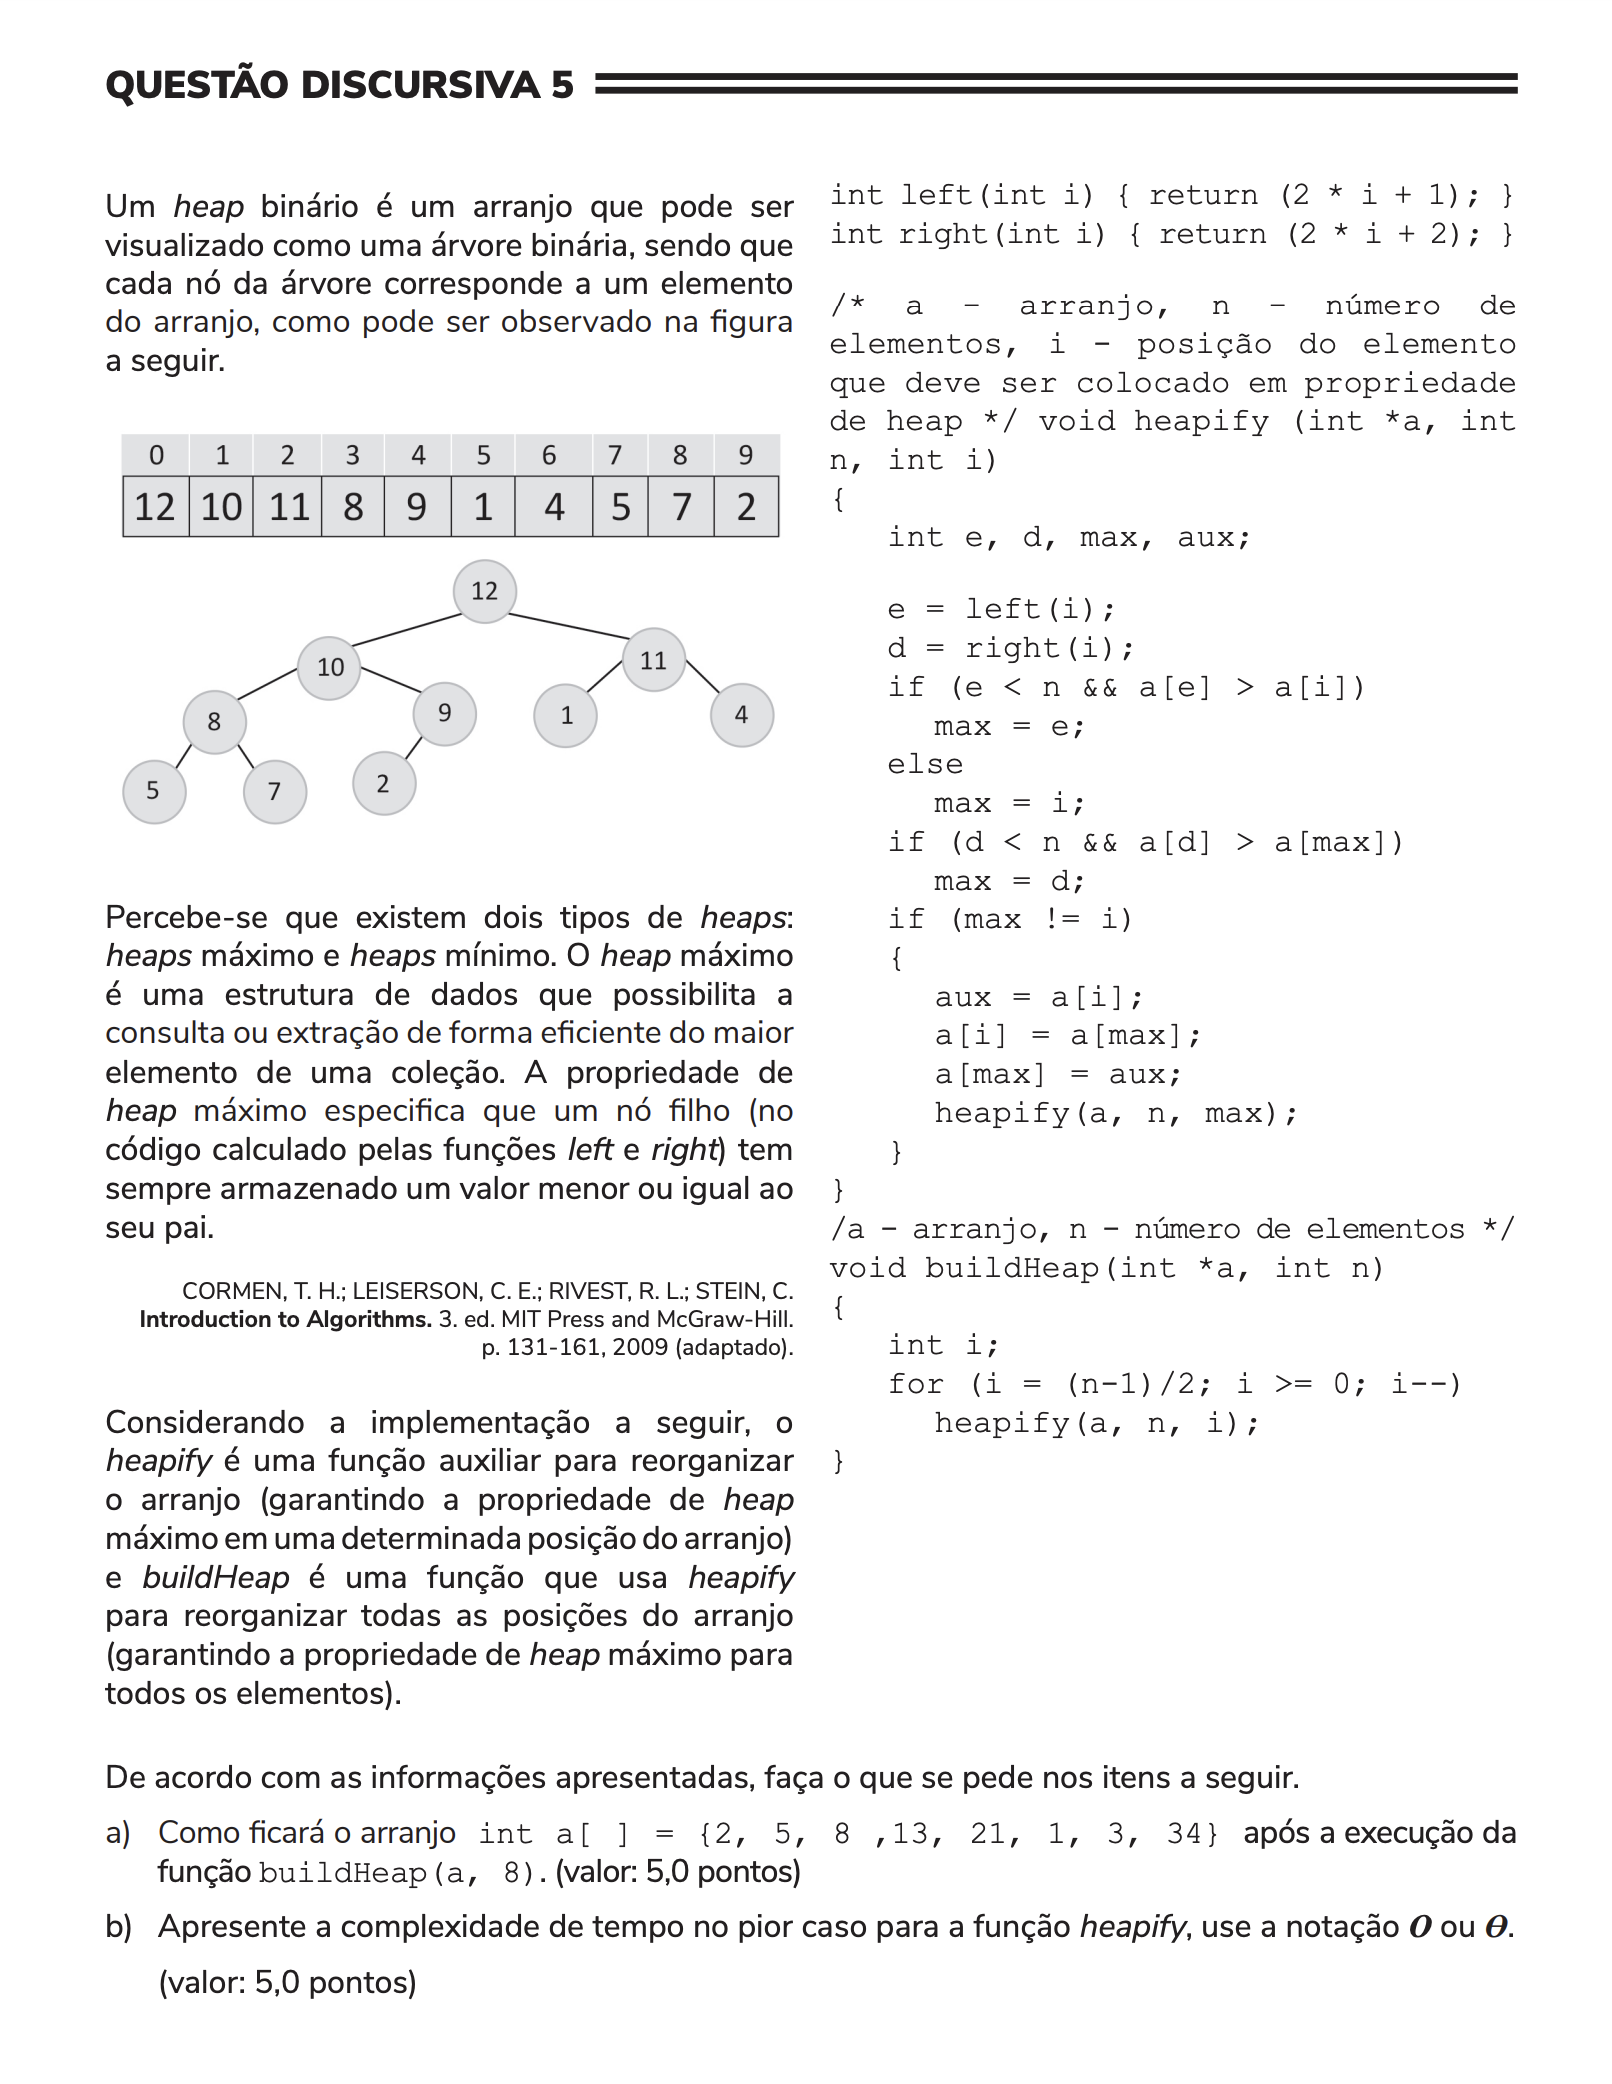 QUESTÃO DISCURSIVA 5
Um heap binário é um arranjo que pode ser
visualizado como uma árvore binária, sendo que
cada nó da árvore corresponde a um elemento
do arranjo, como pode ser observado na figura
a seguir.
0 1 2 3 4 5 6 7 8 9
12 10 11 8 9 1 4 5 7 2
12
10 11
8 9 1 4
5 7 2
Percebe-se que existem dois tipos de heaps:
heaps máximo e heaps mínimo. O heap máximo
é uma estrutura de dados que possibilita a
consulta ou extração de forma eficiente do maior
elemento de uma coleção. A propriedade de
heap máximo especifica que um nó filho (no
código calculado pelas funções left e right) tem
sempre armazenado um valor menor ou igual ao
seu pai.
CORMEN, T. H.; LEISERSON, C. E.; RIVEST, R. L.; STEIN, C.
Introduction to Algorithms. 3. ed. MIT Press and McGraw-Hill.
p. 131-161, 2009 (adaptado).
Considerando a implementação a seguir, o
heapify é uma função auxiliar para reorganizar
o arranjo (garantindo a propriedade de heap
máximo em uma determinada posição do arranjo)
e buildHeap é uma função que usa heapify
para reorganizar todas as posições do arranjo
(garantindo a propriedade de heap máximo para
todos os elementos).
int left(int i) { return (2 * i + 1); }
int right(int i) { return (2 * i + 2); }
/* a – arranjo, n – número de
elementos, i - posição do elemento
que deve ser colocado em propriedade
de heap */ void heapify (int *a, int
n, int i)
{
int e, d, max, aux;
e = left(i);
d = right(i);
if (e < n && a[e] > a[i])
max = e;
else
max = i;
if (d < n && a[d] > a[max])
max = d;
if (max != i)
{
aux = a[i];
a[i] = a[max];
a[max] = aux;
heapify(a, n, max);
}
}
/a – arranjo, n – número de elementos */
void buildHeap(int *a, int n)
{
int i;
for (i = (n-1)/2; i >= 0; i--)
heapify(a, n, i);
}
De acordo com as informações apresentadas, faça o que se pede nos itens a seguir.
a) Como ficará o arranjo int a[ ] = {2, 5, 8 ,13, 21, 1, 3, 34} após a execução da
função buildHeap(a, 8). (valor: 5,0 pontos)
b) Apresente a complexidade de tempo no pior caso para a função heapify, use a notação O ou Θ.
(valor: 5,0 pontos)